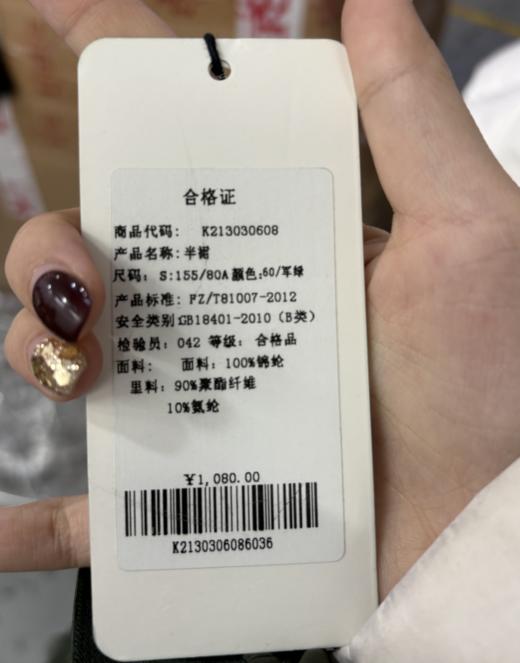 合格证
商品代码: K213030608
产品名称:半裙
尺码: S:155/80A 颜色:60/军绿
产品标准: FZ/T81007-2012
安全类别:GB18401-2010 (B类)
检验员: 042 等级: 合格品
面料: 面料: 100%锦纶
里料: 90%聚酯纤维
10%氨纶
¥1,080.00
K2130306086036